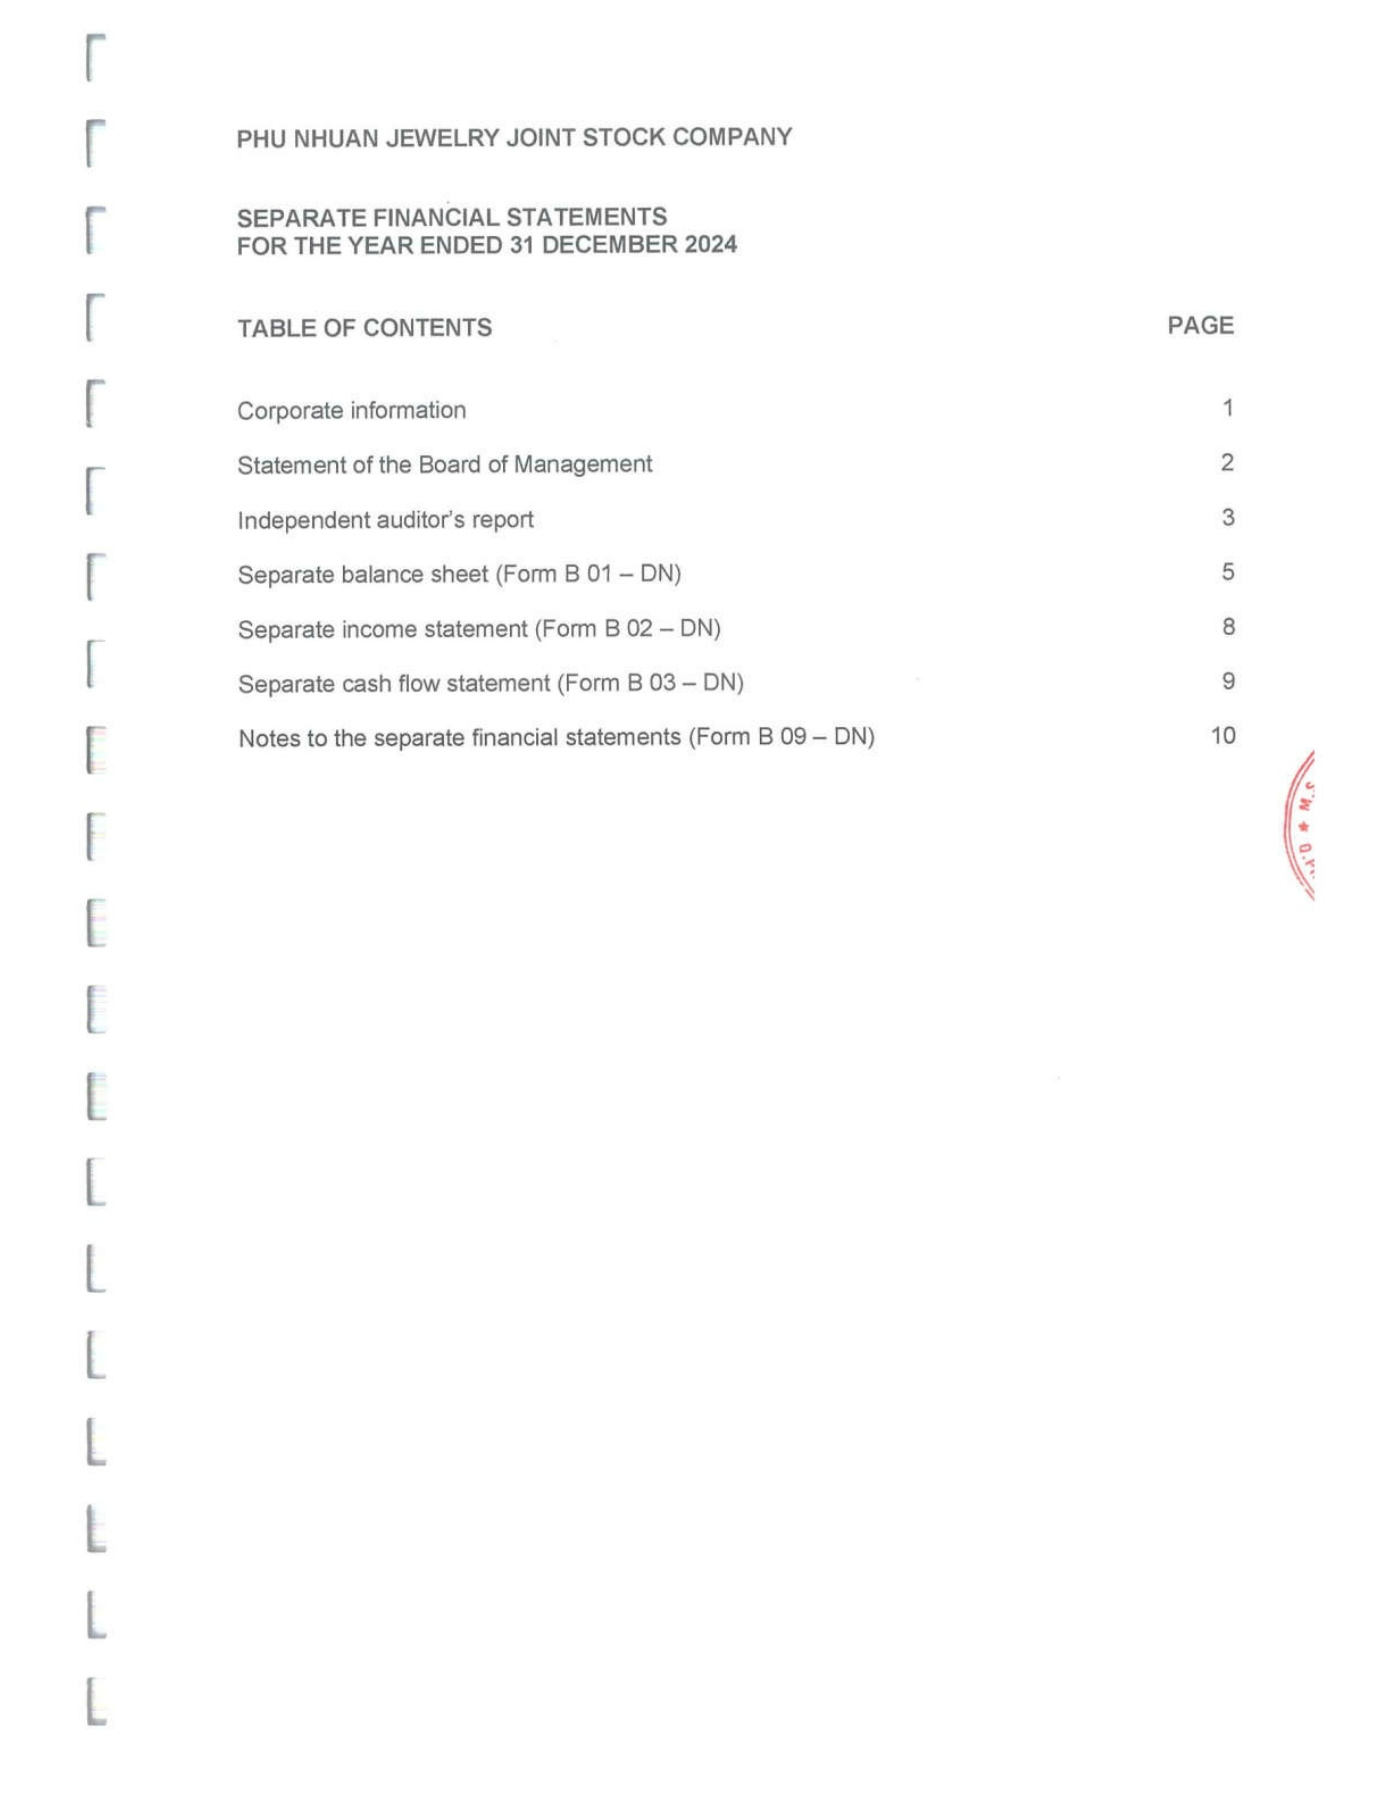 PHU NHUAN JEWELRY JOINT STOCK COMPANY
SEPARATE FINANCIAL STATEMENTS
FOR THE YEAR ENDED 31 DECEMBER 2024
TABLE OF CONTENTS PAGE
Corporate information 1
Statement of the Board of Management 2
Independent auditor's report 3
Separate balance sheet (Form B 01 – DN) 5
Separate income statement (Form B 02 – DN) 8
Separate cash flow statement (Form B 03 – DN) 9
Notes to the separate financial statements (Form B 09 – DN) 10